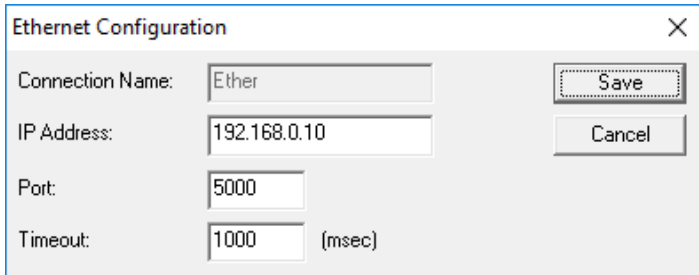 Ethernet Configuration
Connection Name: Ether Save
IP Address: 192.168.0.10 Cancel
Port: 5000
Timeout: 1000 (msec)